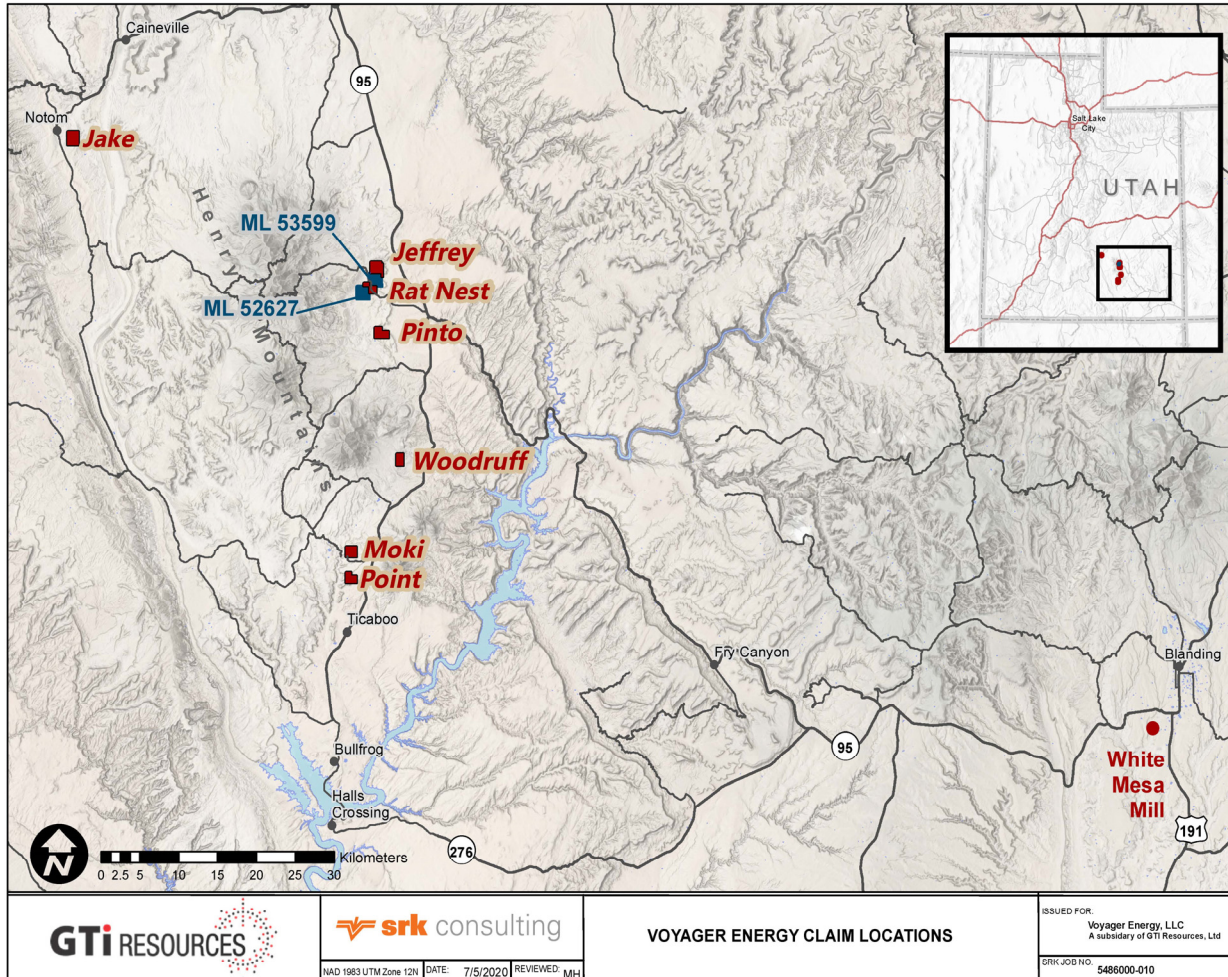 Caineville
95
Notom
Jake
Salt Lake
City
UTAH
Henry Mountains
ML 53599
Jeffrey
Rat Nest
ML 52627
Pinto
Woodruff
Moki
Point
Ticaboo
Fry Canyon
Blanding
95
White
Mesa
Mill
Bullfrog
Halls
Crossing
191
276
N
Kilometers
0 2.5 5 10 15 20 25 30
GTi RESOURCES
srk consulting
NAD 1983 UTM Zone 12N
DATE: 7/5/2020
REVIEWED: MH
VOYAGER ENERGY CLAIM LOCATIONS
ISSUED FOR:
Voyager Energy, LLC
A subsidary of GTI Resources, Ltd
SRK JOB NO.
5486000-010